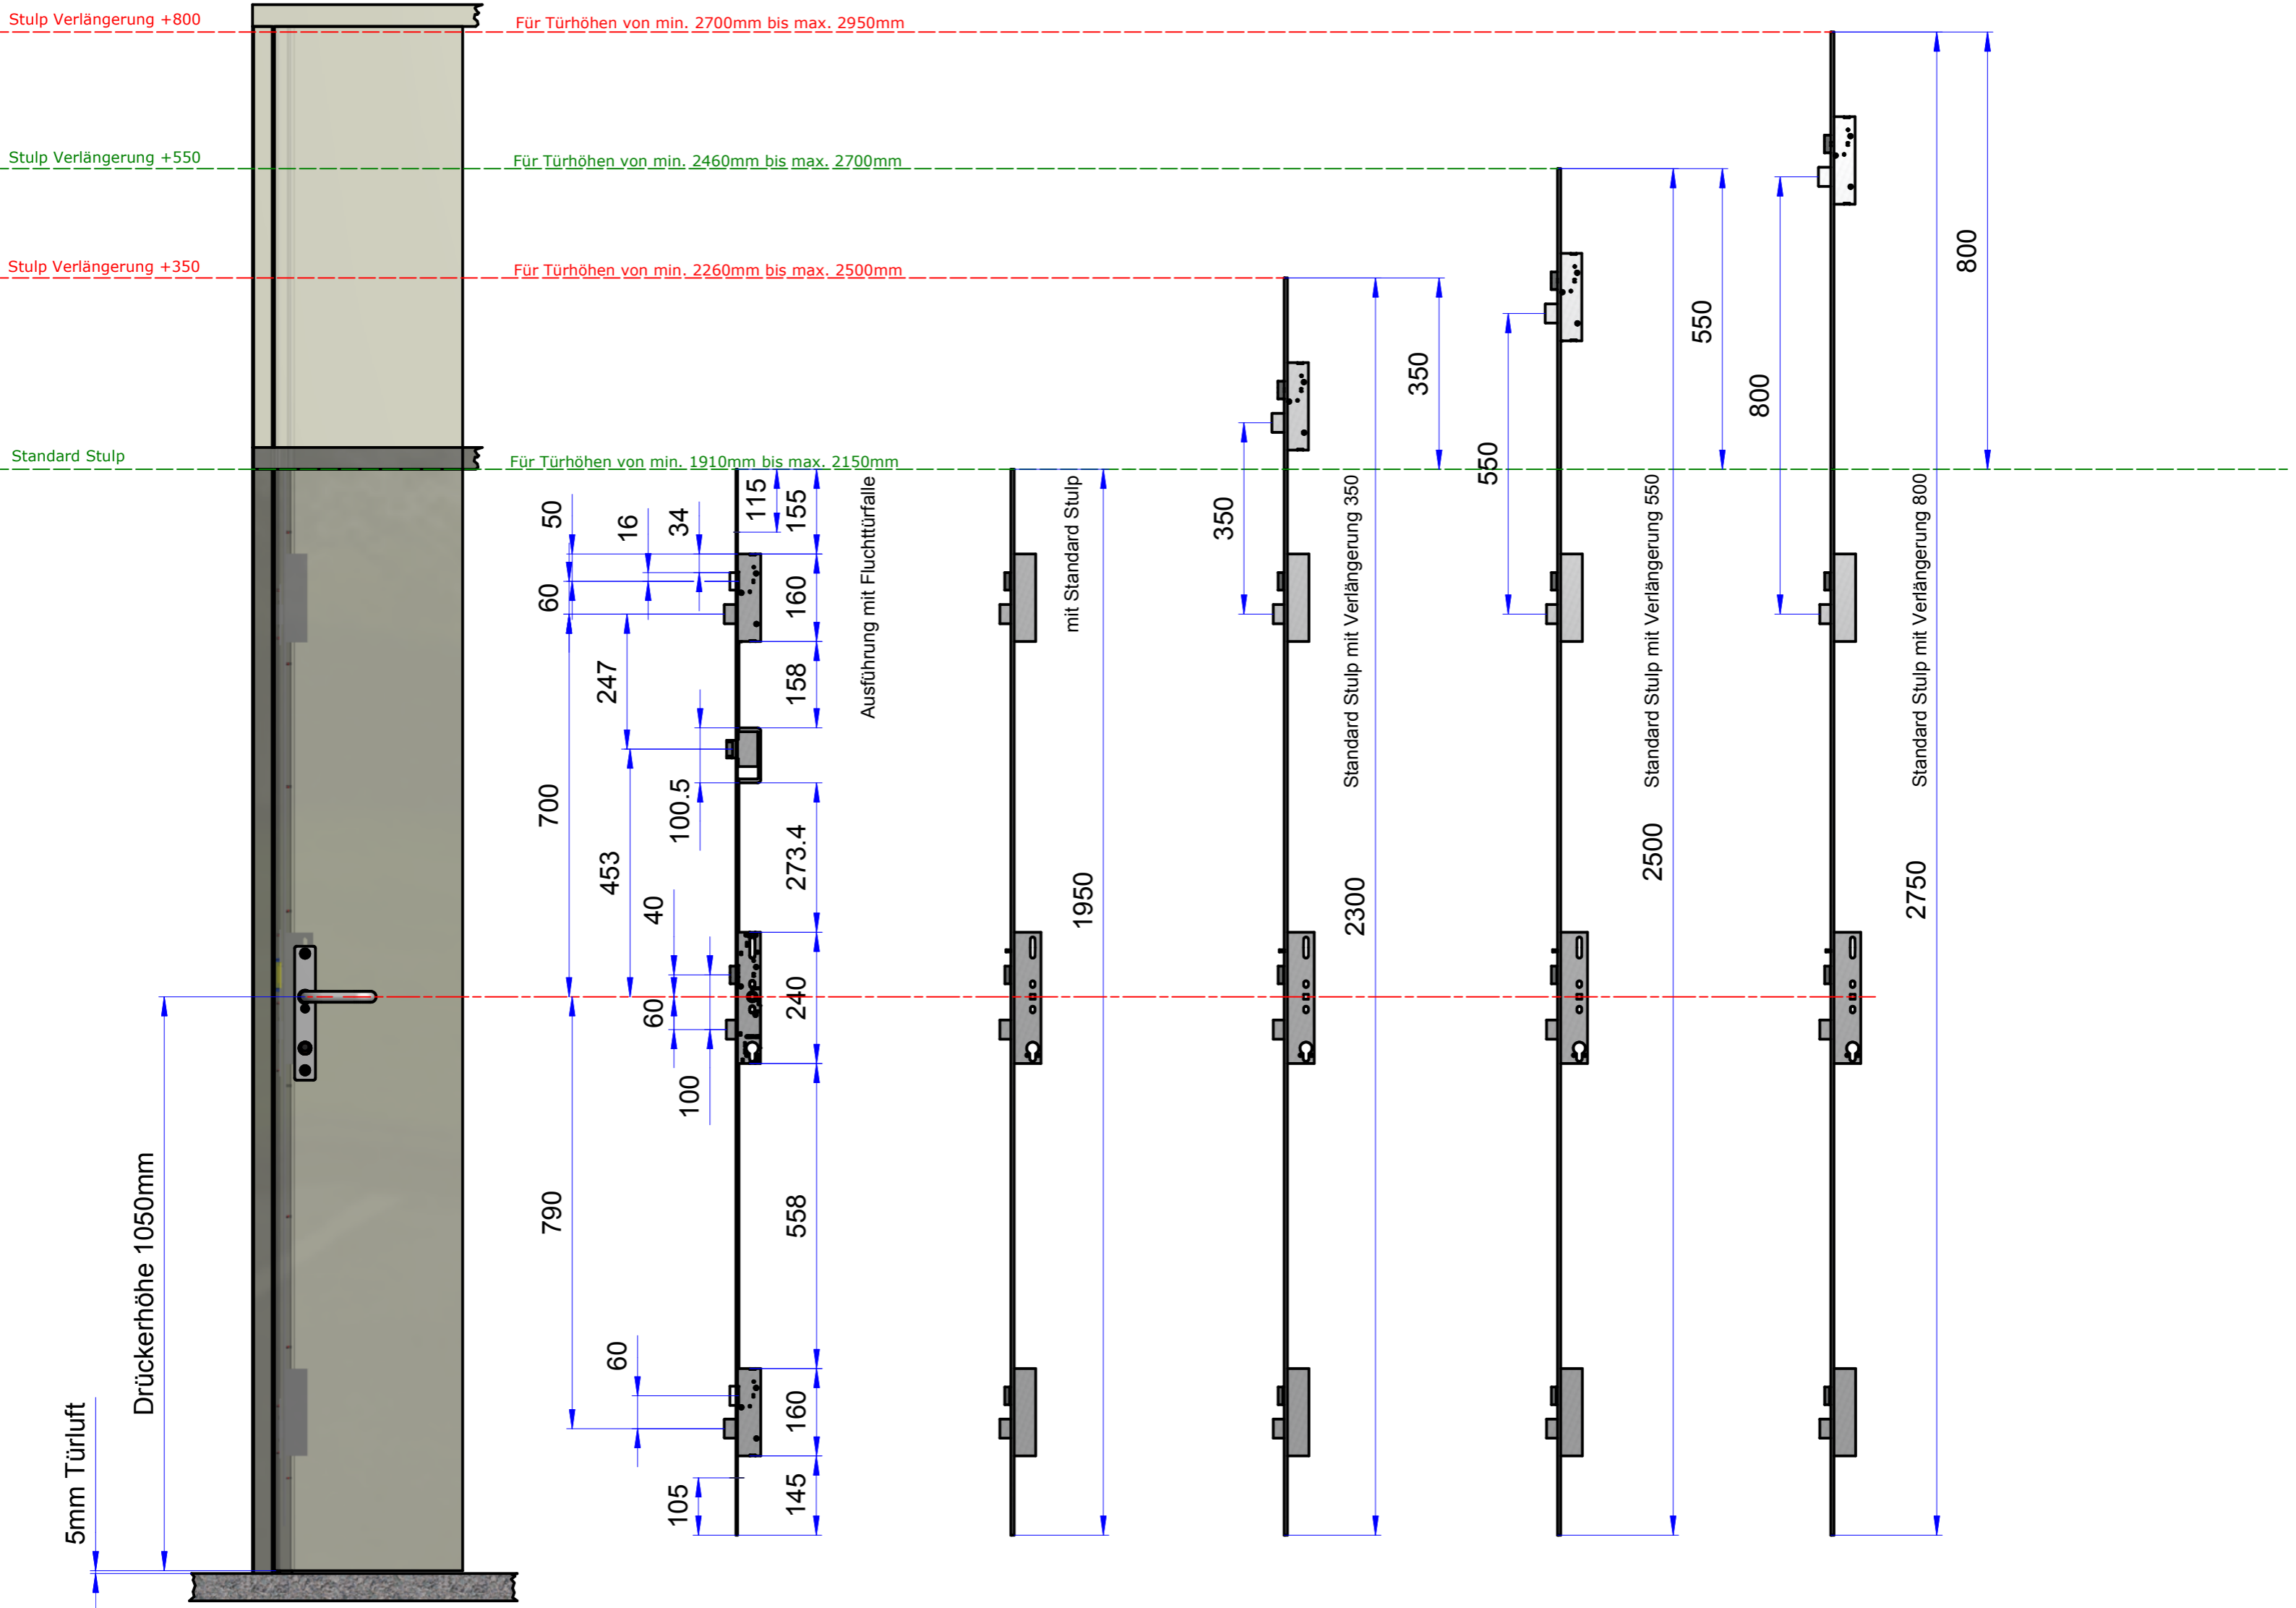 Stulp Verlängerung +800
Für Türhöhen von min. 2700mm bis max. 2950mm
Stulp Verlängerung +550
Für Türhöhen von min. 2460mm bis max. 2700mm
Stulp Verlängerung +350
Für Türhöhen von min. 2260mm bis max. 2500mm
Standard Stulp
Für Türhöhen von min. 1910mm bis max. 2150mm
Drückerhöhe 1050mm
5mm Türluft
50
60
700
790
16
247
453
60
34
100.5
40
60
100
105
115
155
160
158
273.4
240
558
160
145
Ausführung mit Fluchttürfalle
mit Standard Stulp
1950
350
350
Standard Stulp mit Verlängerung 350
2300
550
550
Standard Stulp mit Verlängerung 550
2500
800
800
Standard Stulp mit Verlängerung 800
2750